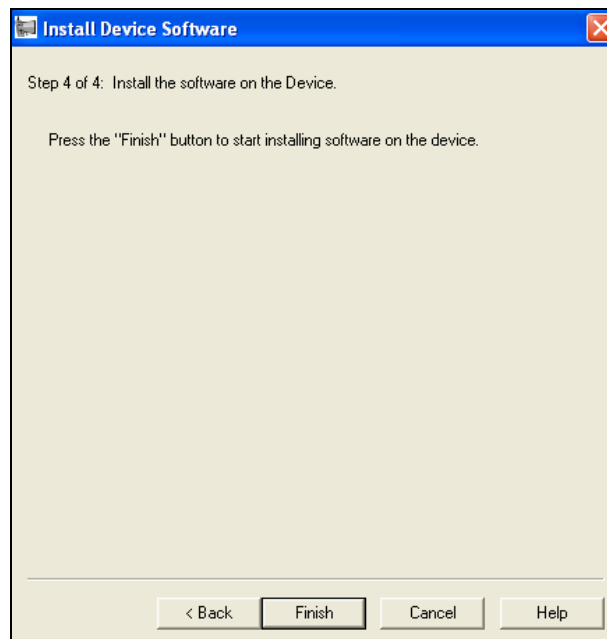 Install Device Software
Step 4 of 4: Install the software on the Device.
Press the "Finish" button to start installing software on the device.
< Back Finish Cancel Help